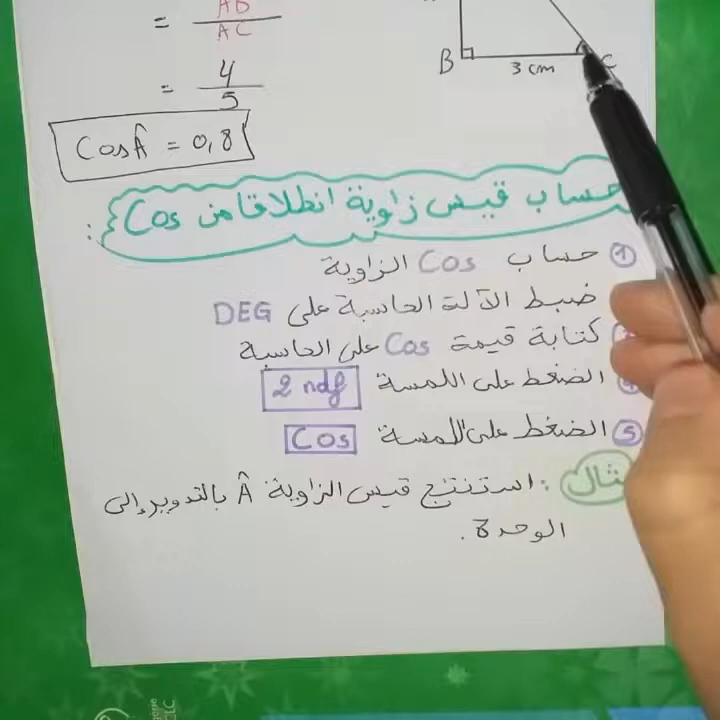 = AB
AC
= 4
5
B 3 cm C
Cos Â = 0,8
حساب قيس زاوية انطلاقا من Cos :
① حساب Cos الزاوية
ضبط الآلة الحاسبة على DEG
كتابة قيمة Cos على الحاسبة
④ الضغط على اللمسة 2ndf
⑤ الضغط على اللمسة Cos
مثال : استنتج قيس الزاوية Â بالتدوير إلى
الوحدة .